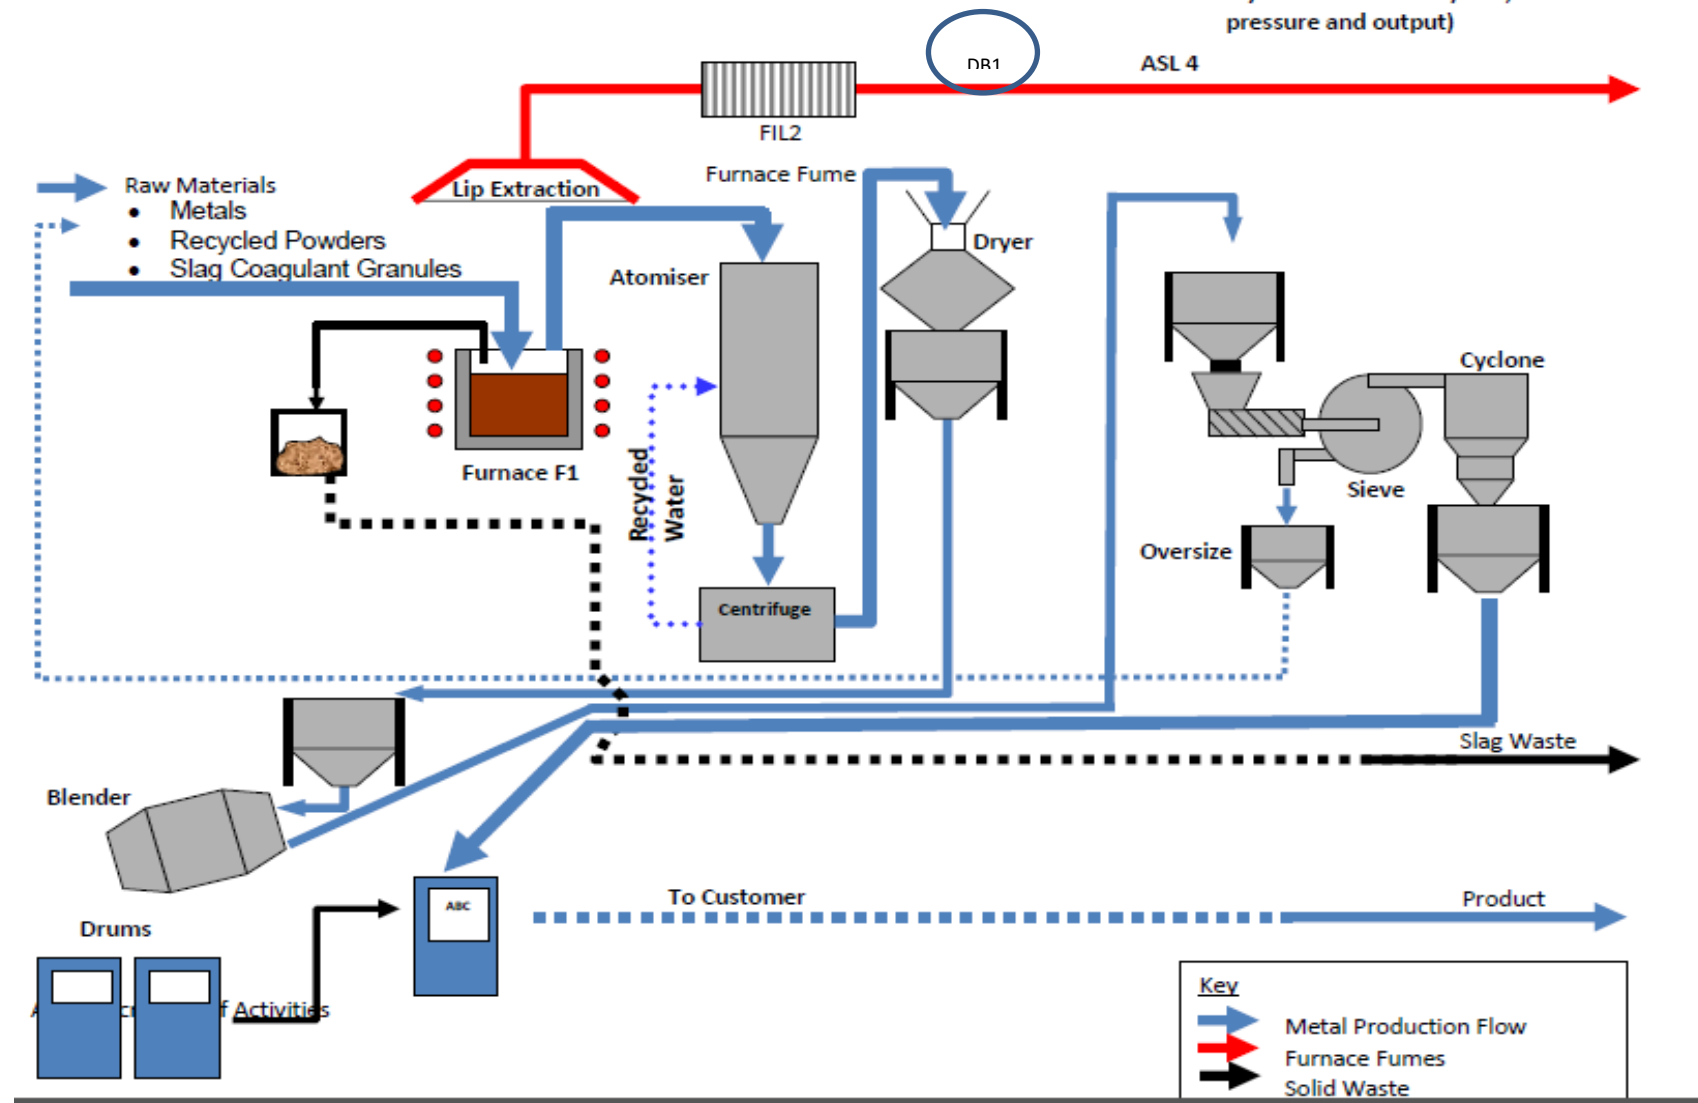 pressure and output)
DB1
ASL 4
FIL2
Furnace Fume
Lip Extraction
Raw Materials
• Metals
• Recycled Powders
• Slag Coagulant Granules
Dryer
Atomiser
Cyclone
Furnace F1
Recycled
Water
Sieve
Oversize
Centrifuge
Slag Waste
Blender
ABC
To Customer
Product
Drums
f Activities
Key
Metal Production Flow
Furnace Fumes
Solid Waste